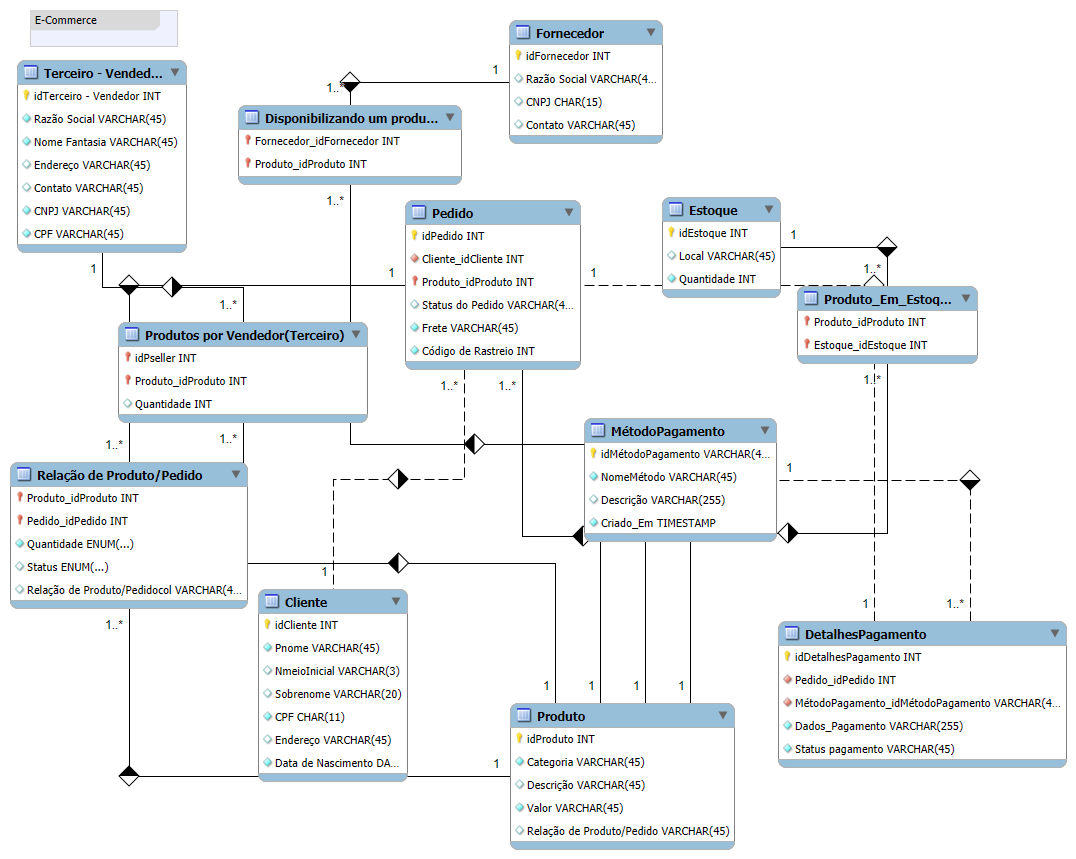 E-Commerce
Terceiro - Vended...
idTerceiro - Vendedor INT
Razão Social VARCHAR(45)
Nome Fantasia VARCHAR(45)
Endereço VARCHAR(45)
Contato VARCHAR(45)
CNPJ VARCHAR(45)
CPF VARCHAR(45)
1
1..*
Fornecedor
idFornecedor INT
Razão Social VARCHAR(4...
CNPJ CHAR(15)
Contato VARCHAR(45)
1
1..*
Disponibilizando um produ...
Fornecedor_idFornecedor INT
Produto_idProduto INT
1..*
Pedido
idPedido INT
Cliente_idCliente INT
Produto_idProduto INT
Status do Pedido VARCHAR(4...
Frete VARCHAR(45)
Código de Rastreio INT
1
1
1..*
1..*
Estoque
idEstoque INT
Local VARCHAR(45)
Quantidade INT
1
1..*
Produto_Em_Estoq...
Produto_idProduto INT
Estoque_idEstoque INT
1..*
Produtos por Vendedor(Terceiro)
idPseller INT
Produto_idProduto INT
Quantidade INT
1..*
1..*
MétodoPagamento
idMétodoPagamento VARCHAR(4...
NomeMétodo VARCHAR(45)
Descrição VARCHAR(255)
Criado_Em TIMESTAMP
1
Relação de Produto/Pedido
Produto_idProduto INT
Pedido_idPedido INT
Quantidade ENUM(...)
Status ENUM(...)
Relação de Produto/Pedidocol VARCHAR(4...
1..*
1
Cliente
idCliente INT
Pnome VARCHAR(45)
NmeioInicial VARCHAR(3)
Sobrenome VARCHAR(20)
CPF CHAR(11)
Endereço VARCHAR(45)
Data de Nascimento DA...
1
1..*
DetalhesPagamento
idDetalhesPagamento INT
Pedido_idPedido INT
MétodoPagamento_idMétodoPagamento VARCHAR(4...
Dados_Pagamento VARCHAR(255)
Status pagamento VARCHAR(45)
1
1
1
1
1
Produto
idProduto INT
Categoria VARCHAR(45)
Descrição VARCHAR(45)
Valor VARCHAR(45)
Relação de Produto/Pedido VARCHAR(45)